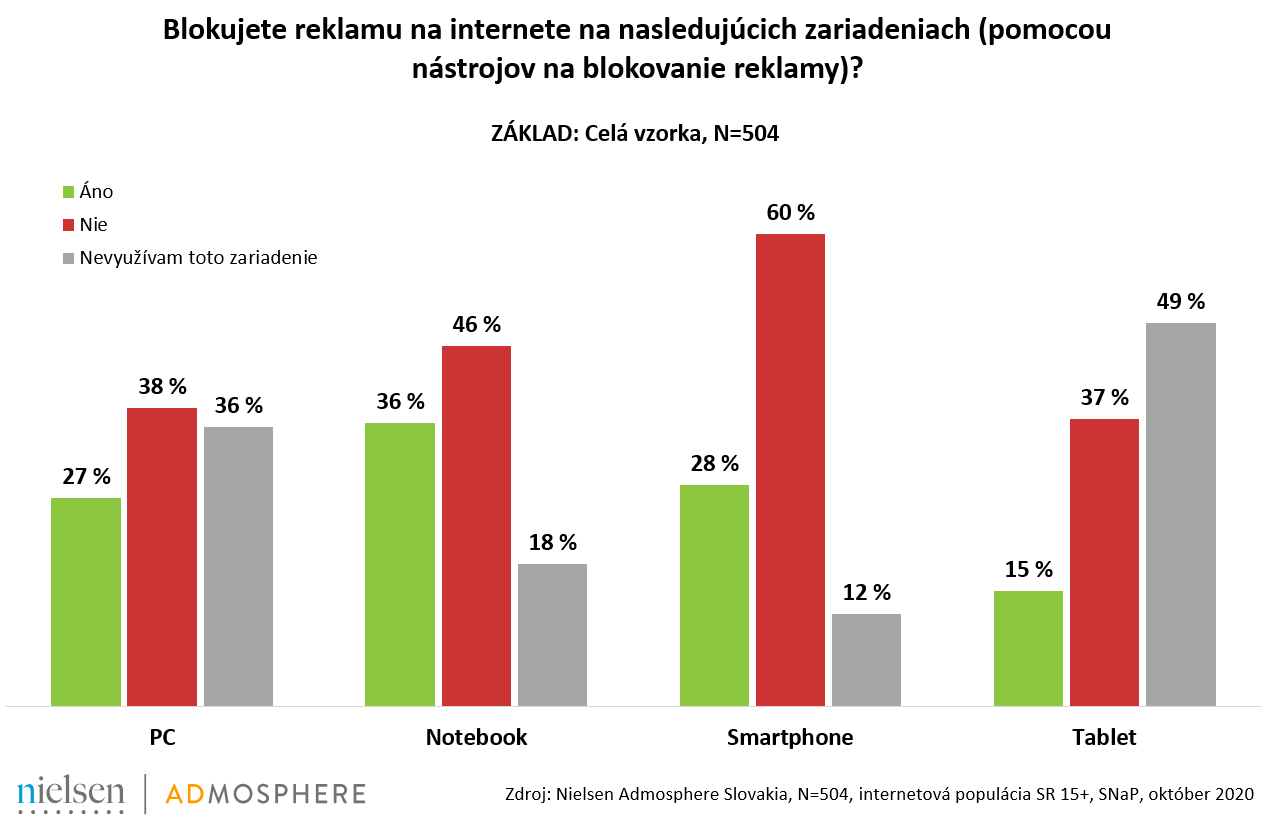 Blokujete reklamu na internete na nasledujúcich zariadeniach (pomocou
nástrojov na blokovanie reklamy)?
ZÁKLAD: Celá vzorka, N=504
Áno
Nie
Nevyužívam toto zariadenie
27 %
38 %
36 %
36 %
46 %
18 %
28 %
60 %
12 %
15 %
37 %
49 %
PC
Notebook
Smartphone
Tablet
nielsen
ADMOSPHERE
Zdroj: Nielsen Admosphere Slovakia, N=504, internetová populácia SR 15+, SNaP, október 2020